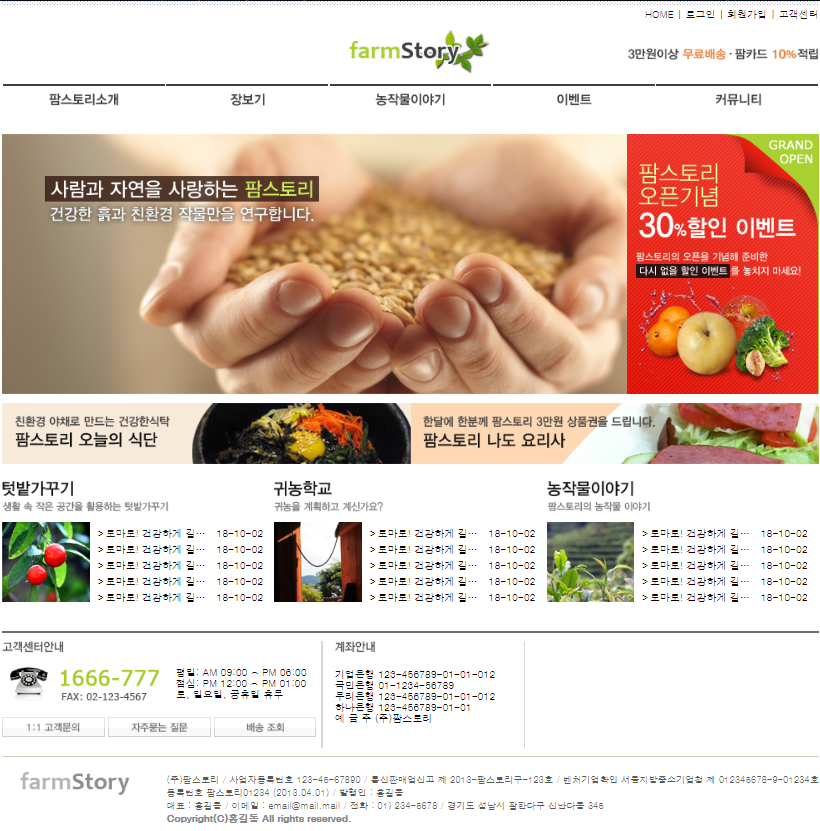 HOME | 로그인 | 회원가입 | 고객센터
farmStory
3만원이상 무료배송 · 팜카드 10%적립
팜스토리소개 장보기 농작물이야기 이벤트 커뮤니티
사람과 자연을 사랑하는 팜스토리
건강한 흙과 친환경 작물만을 연구합니다.
GRAND
OPEN
팜스토리
오픈기념
30%할인 이벤트
팜스토리의 오픈을 기념해 준비한
다시 없을 할인 이벤트를 놓치지 마세요!
친환경 야채로 만드는 건강한식탁
팜스토리 오늘의 식단
한달에 한분께 팜스토리 3만원 상품권을 드립니다.
팜스토리 나도 요리사
텃밭가꾸기
생활 속 작은 공간을 활용하는 텃밭가꾸기
> 토마토! 건강하게 길… 18-10-02
> 토마토! 건강하게 길… 18-10-02
> 토마토! 건강하게 길… 18-10-02
> 토마토! 건강하게 길… 18-10-02
> 토마토! 건강하게 길… 18-10-02
귀농학교
귀농을 계획하고 계신가요?
> 토마토! 건강하게 길… 18-10-02
> 토마토! 건강하게 길… 18-10-02
> 토마토! 건강하게 길… 18-10-02
> 토마토! 건강하게 길… 18-10-02
> 토마토! 건강하게 길… 18-10-02
농작물이야기
팜스토리의 농작물 이야기
> 토마토! 건강하게 길… 18-10-02
> 토마토! 건강하게 길… 18-10-02
> 토마토! 건강하게 길… 18-10-02
> 토마토! 건강하게 길… 18-10-02
> 토마토! 건강하게 길… 18-10-02
고객센터안내
1666-777
FAX: 02-123-4567
평일: AM 09:00 ~ PM 06:00
점심: PM 12:00 ~ PM 01:00
토, 일요일, 공휴일 휴무
1:1 고객문의 자주묻는 질문 배송 조회
계좌안내
기업은행 123-456789-01-01-012
국민은행 01-1234-56789
우리은행 123-456789-01-01-012
하나은행 123-456789-01-01
예 금 주 (주)팜스토리
farmStory
(주)팜스토리 / 사업자등록번호 123-45-67890 / 통신판매업신고 제 2013-팜스토리구-123호 / 벤처기업확인 서울지방중소기업청 제 012345678-9-01234호
등록번호 팜스토리01234 (2013.04.01) / 발행인 : 홍길동
대표 : 홍길동 / 이메일 : email@mail.mail / 전화 : 01) 234-5678 / 경기도 성남시 잘한다구 신난다동 345
Copyright(C)홍길동 All rights reserved.